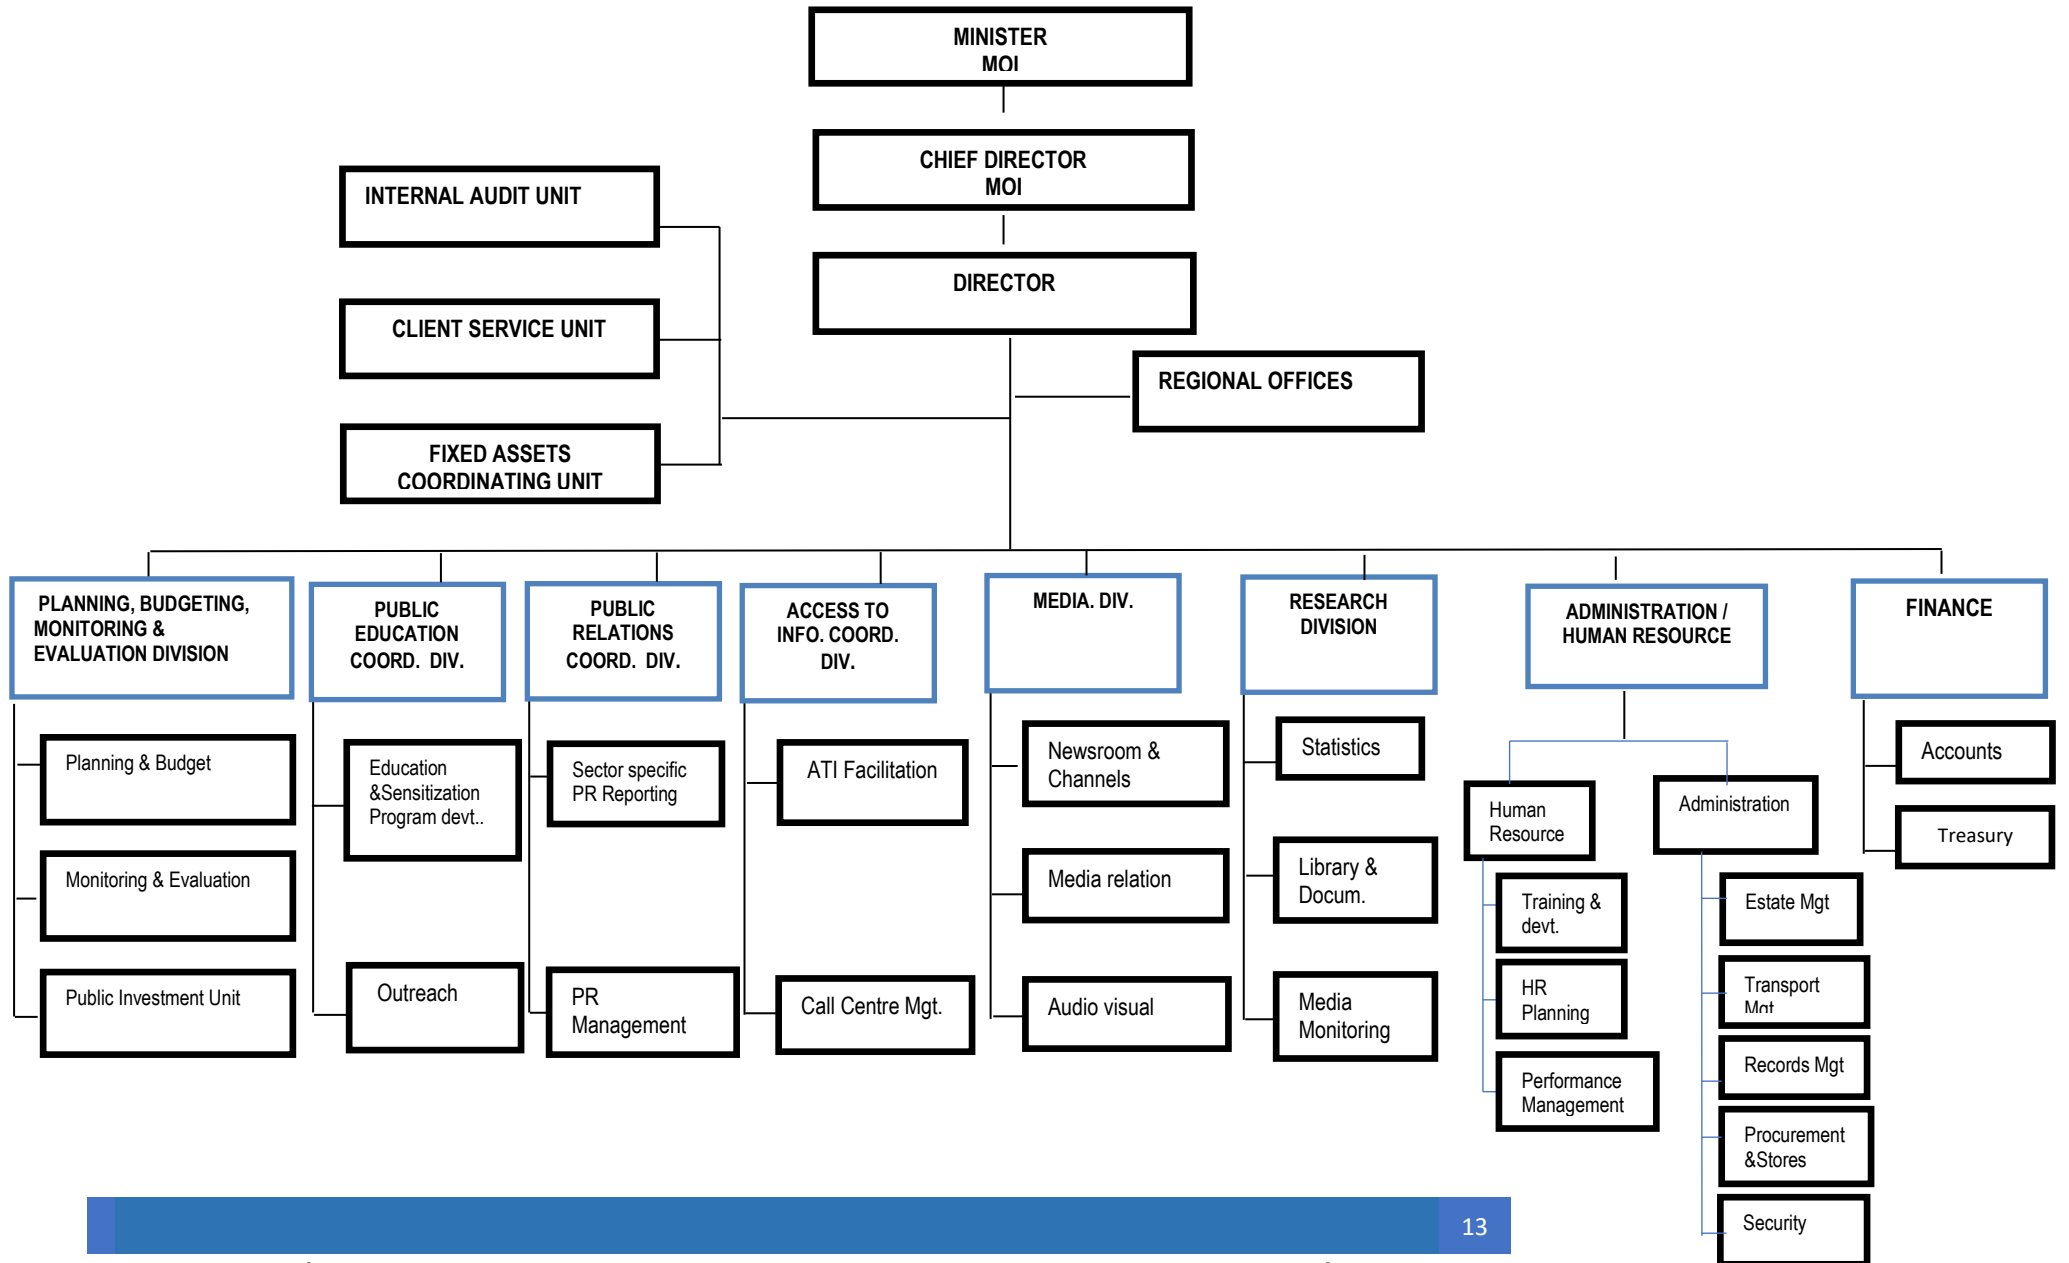 MINISTER
MOI
CHIEF DIRECTOR
MOI
INTERNAL AUDIT UNIT
DIRECTOR
CLIENT SERVICE UNIT
REGIONAL OFFICES
FIXED ASSETS
COORDINATING UNIT
PLANNING, BUDGETING,
MONITORING &
EVALUATION DIVISION
PUBLIC
EDUCATION
COORD. DIV.
PUBLIC
RELATIONS
COORD. DIV.
ACCESS TO
INFO. COORD.
DIV.
MEDIA. DIV.
RESEARCH
DIVISION
ADMINISTRATION /
HUMAN RESOURCE
FINANCE
Planning & Budget
Monitoring & Evaluation
Public Investment Unit
Education
&Sensitization
Program devt..
Outreach
Sector specific
PR Reporting
PR
Management
ATI Facilitation
Call Centre Mgt.
Newsroom &
Channels
Media relation
Audio visual
Statistics
Library &
Docum.
Media
Monitoring
Human
Resource
Training &
devt.
HR
Planning
Performance
Management
Administration
Estate Mgt
Transport
Mgt
Records Mgt
Procurement
&Stores
Security
Accounts
Treasury
13